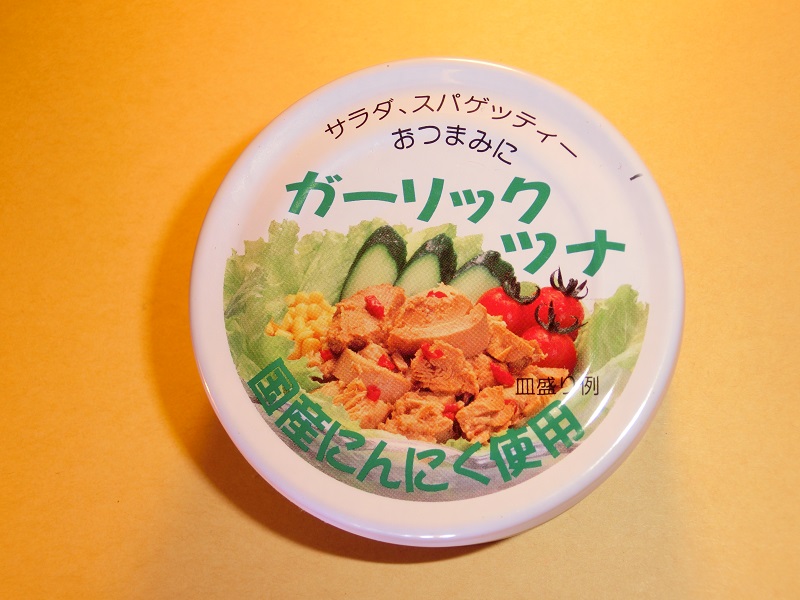 サラダ、スパゲッティー
おつまみに
ガーリック
ツナ
皿盛り例
国産にんにく使用